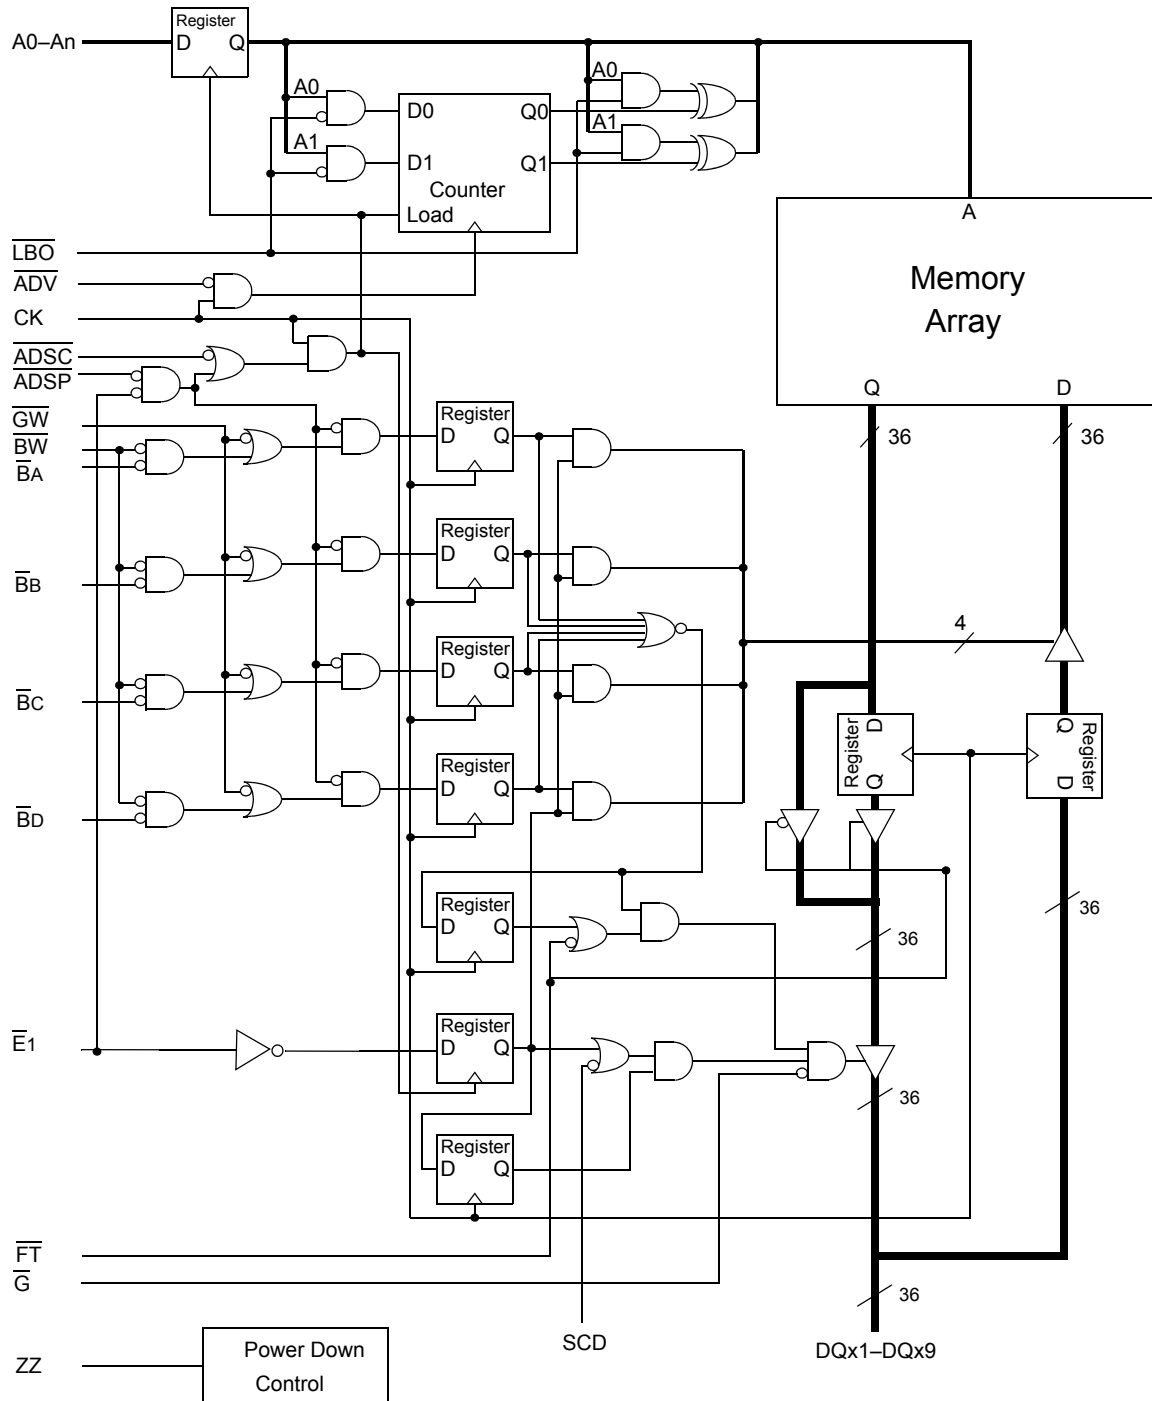 Register
A0–An
D Q
A0
A0
D0
Q0
A1
A1
D1
Q1
Counter
Load
A
LBO
ADV
Memory
Array
CK
ADSC
ADSP
Q
D
GW
Register
BW
D Q
36
36
BA
Register
D Q
BB
4
Register
D Q
BC
Register
D
Q
Register
Q
D
Register
D Q
BD
Register
D Q
36
36
Register
D Q
E1
36
Register
D Q
FT
G
36
SCD
DQx1–DQx9
ZZ
Power Down
Control